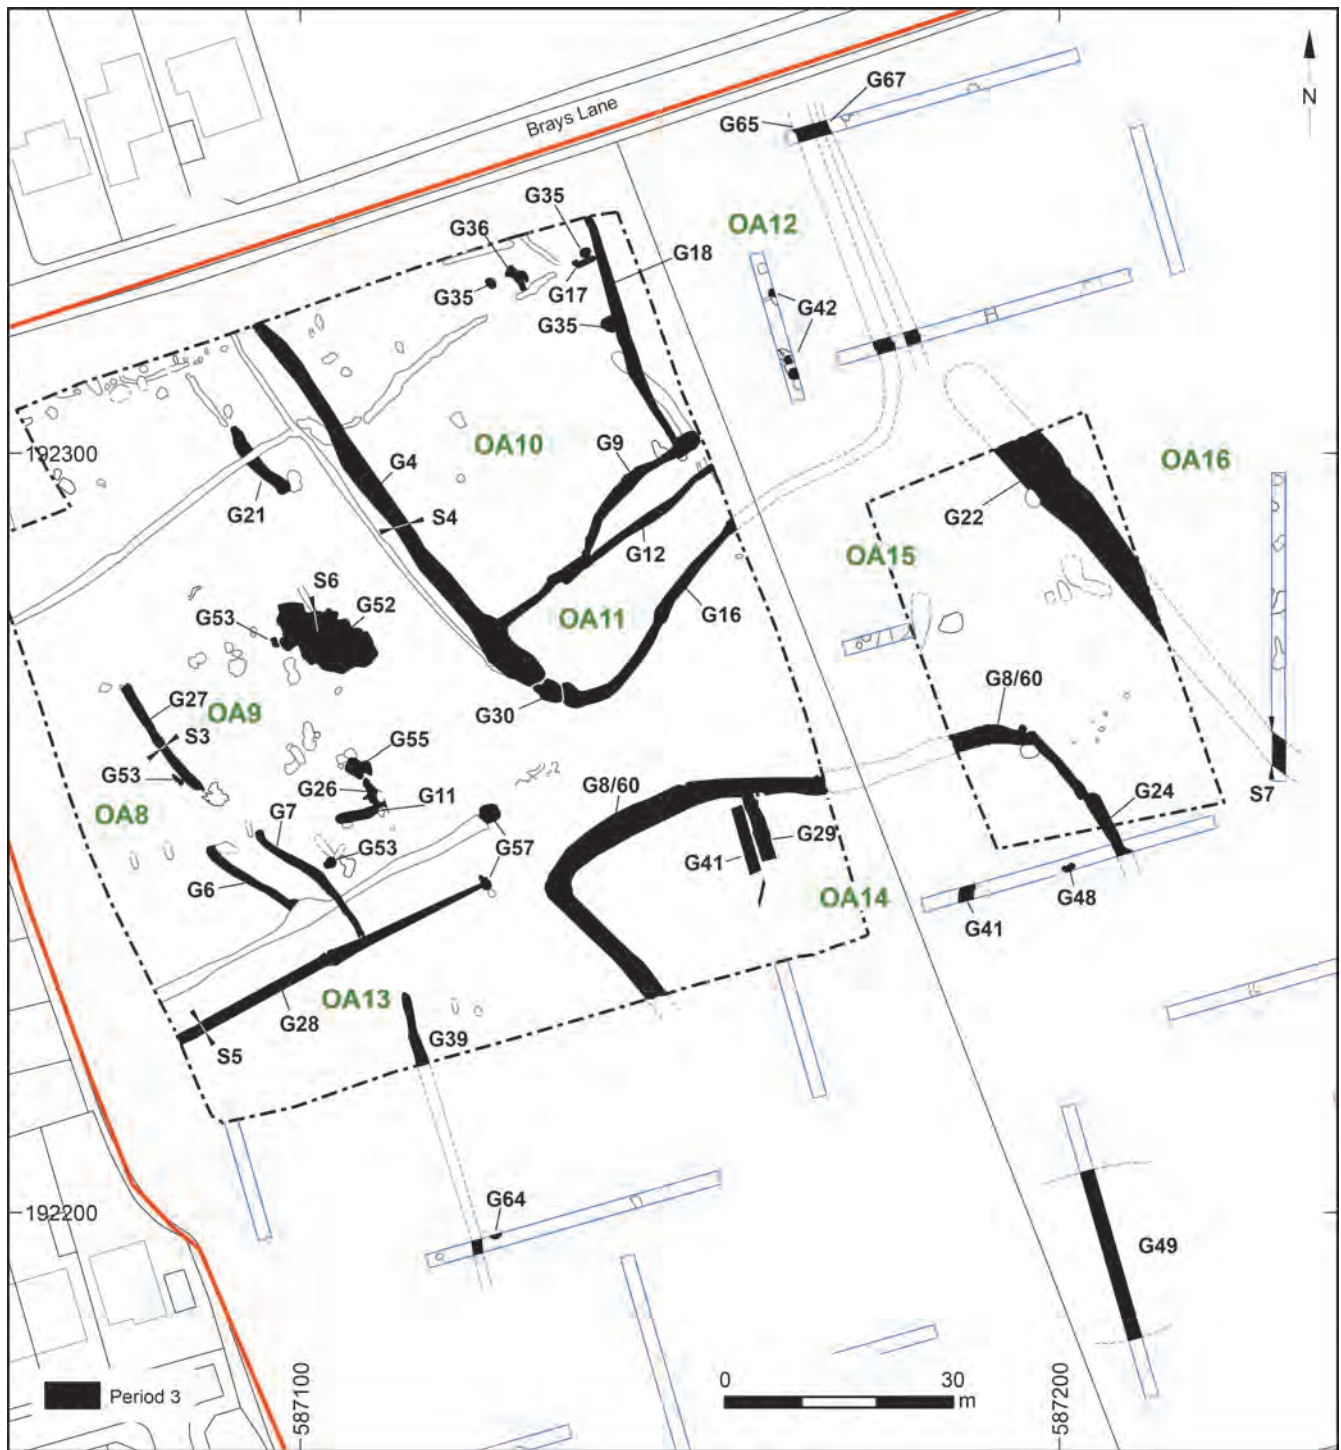 Brays Lane
G67
G65
N
G35
G36
OA12
G18
G35
G17
G42
G35
192300
OA10
G9
OA16
G4
G21
S4
G22
G12
OA15
S6
G52
G53
OA11
G16
G27
OA9
G8/60
S3
G30
G55
G53
G26
G8/60
S7
OA8
G7
G11
G24
G57
G29
G53
G41
G6
G48
OA14
G41
OA13
G28
G39
S5
G64
192200
G49
587100
587200
0 30
m
Period 3